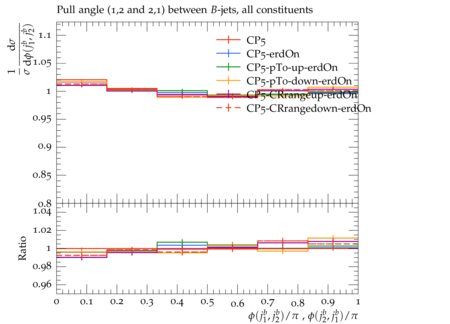 Pull angle (1,2 and 2,1) between B-jets, all constituents
1/σ dσ/dϕ(j₁ᵇ, j₂ᵇ)
CP5
CP5-erdOn
CP5-pTo-up-erdOn
CP5-pTo-down-erdOn
CP5-CRrangeup-erdOn
CP5-CRrangedown-erdOn
1.1
1.05
1
0.95
0.9
0.85
0.8
Ratio
1.04
1.02
1
0.98
0.96
0 0.1 0.2 0.3 0.4 0.5 0.6 0.7 0.8 0.9 1
ϕ(j₁ᵇ, j₂ᵇ)/π , ϕ(j₂ᵇ, j₁ᵇ)/π